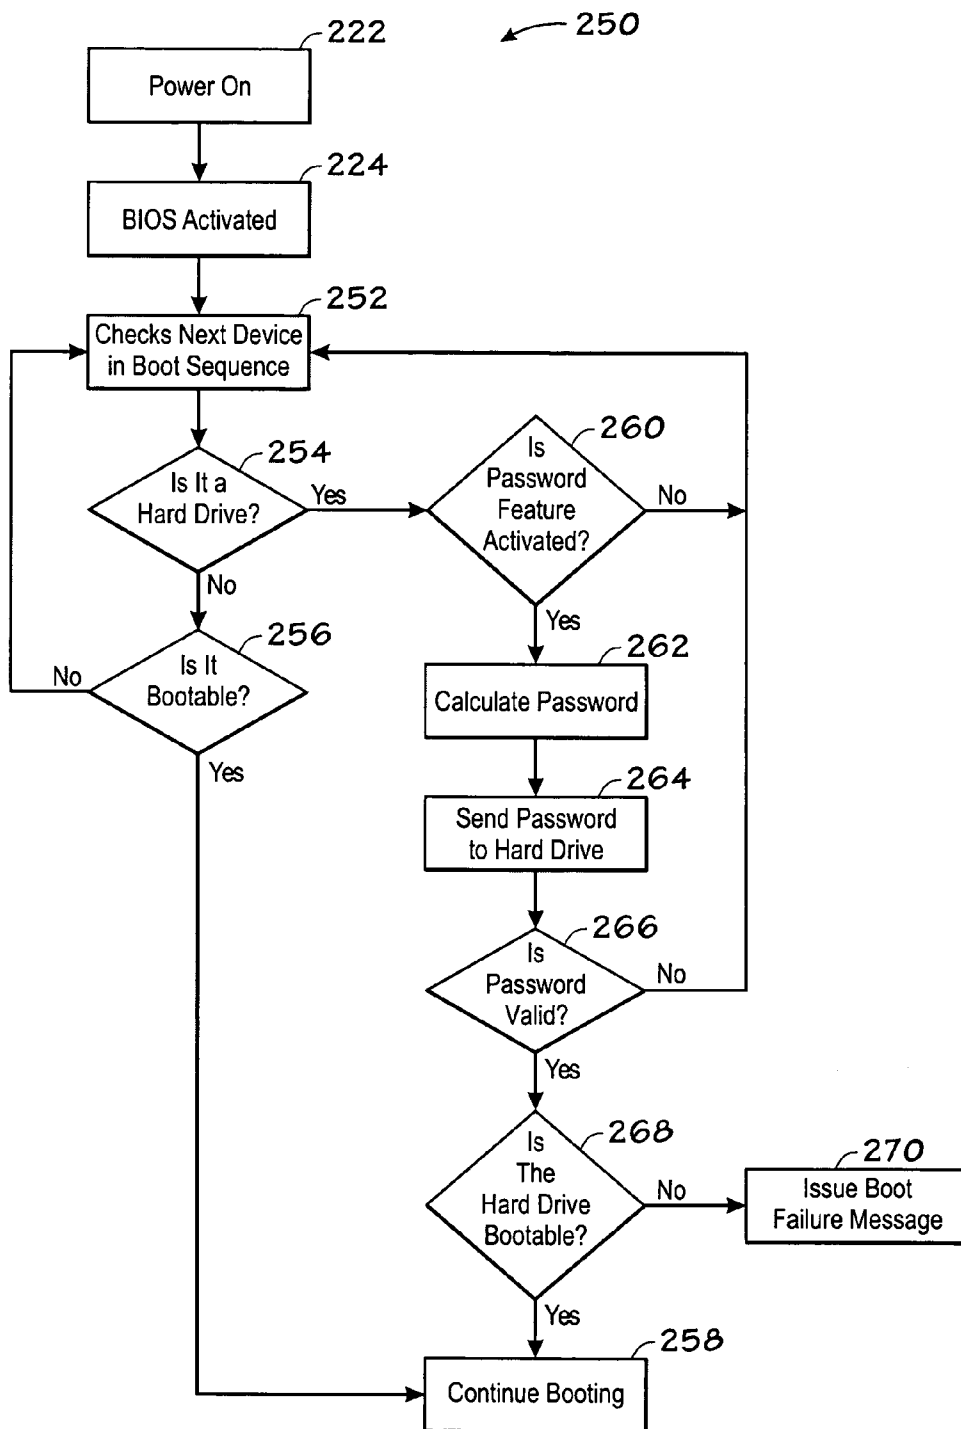 250
222
Power On
224
BIOS Activated
252
Checks Next Device
in Boot Sequence
254
Is It a
Hard Drive?
Yes
No
260
Is
Password
Feature
Activated?
No
Yes
256
Is It
Bootable?
No
Yes
262
Calculate Password
264
Send Password
to Hard Drive
266
Is
Password
Valid?
No
Yes
268
Is
The
Hard Drive
Bootable?
No
Yes
270
Issue Boot
Failure Message
258
Continue Booting